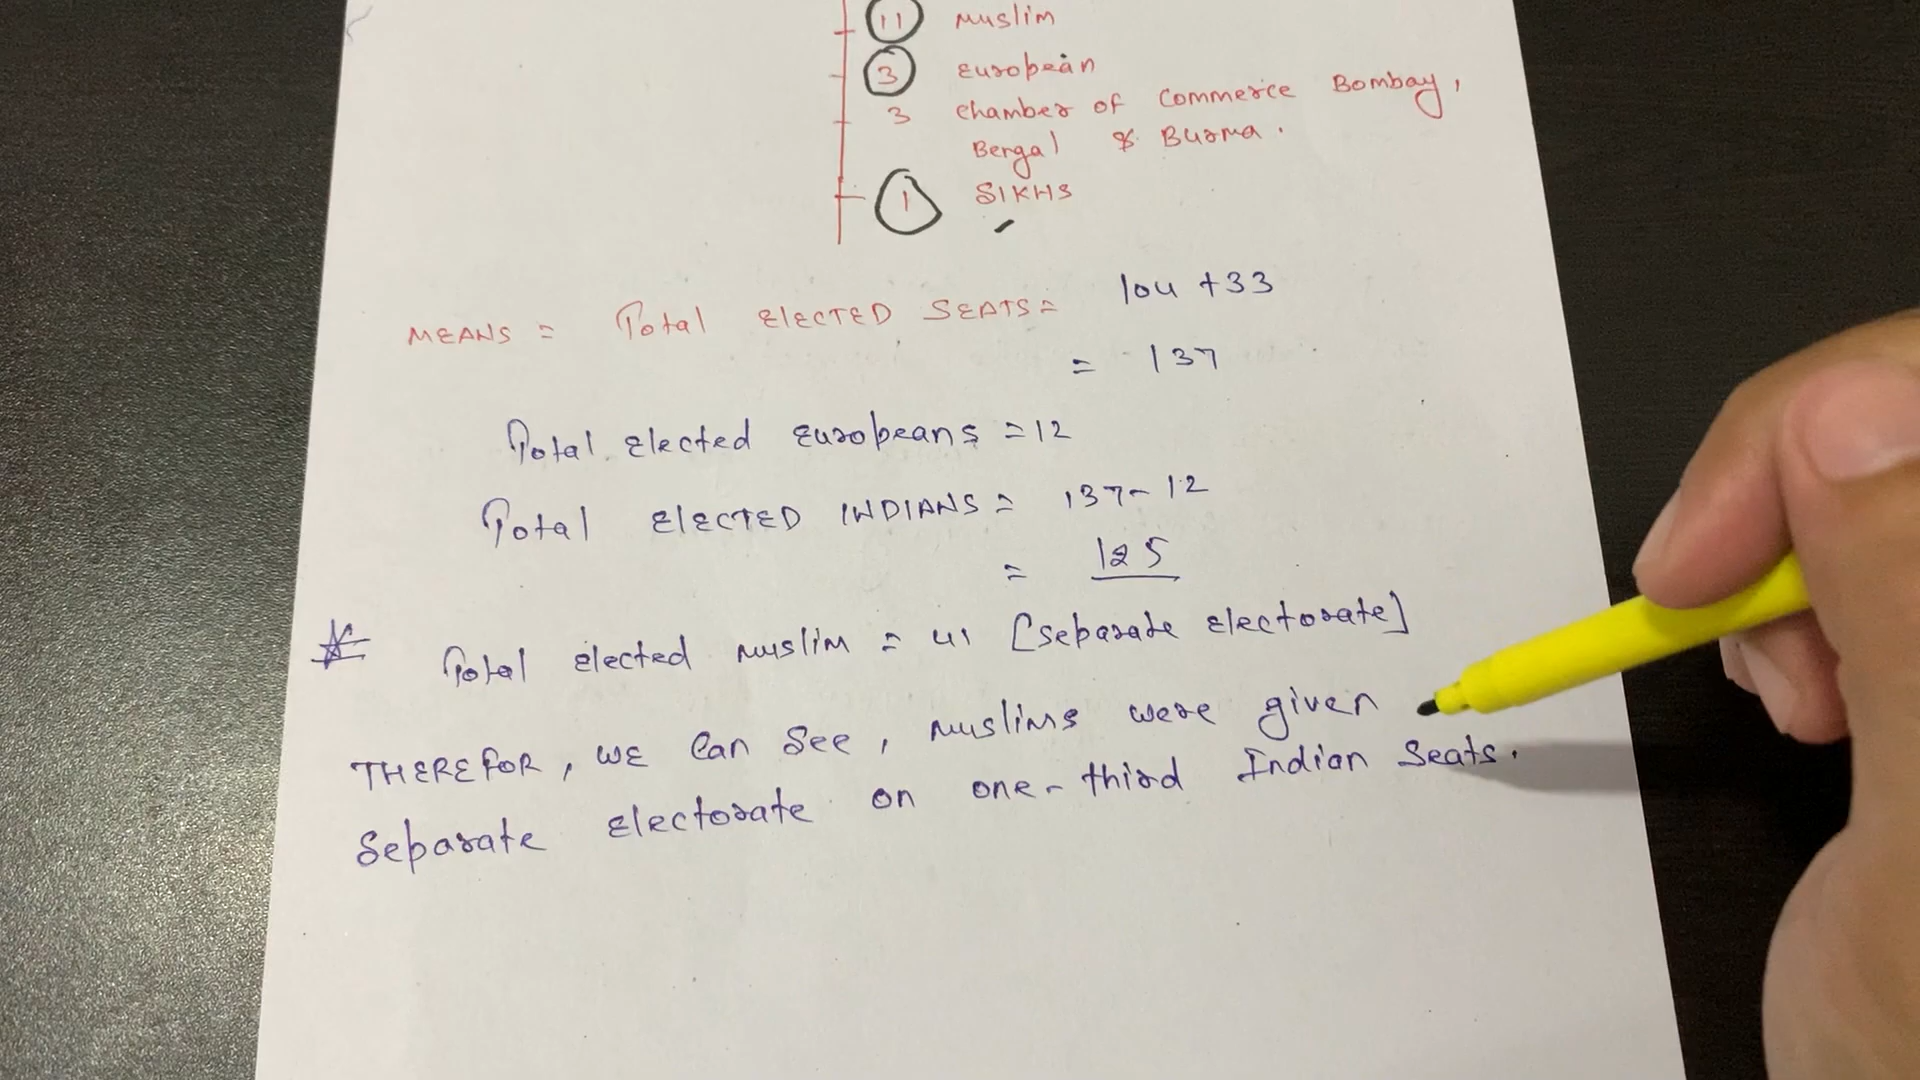 11 Muslim
3 European
3 Chamber of Commerce Bombay,
Bengal & Burma.
1 SIKHS
MEANS = Total ElECTED SEATS = 104 + 33
= 137
Total Elected Europeans = 12
Total ElECTED INDIANS = 137 - 12
= 125
Total elected Muslim = 41 [Separate Electorate]
THEREFOR, WE Can See, Muslims were given
Separate Electorate on one-third Indian Seats.